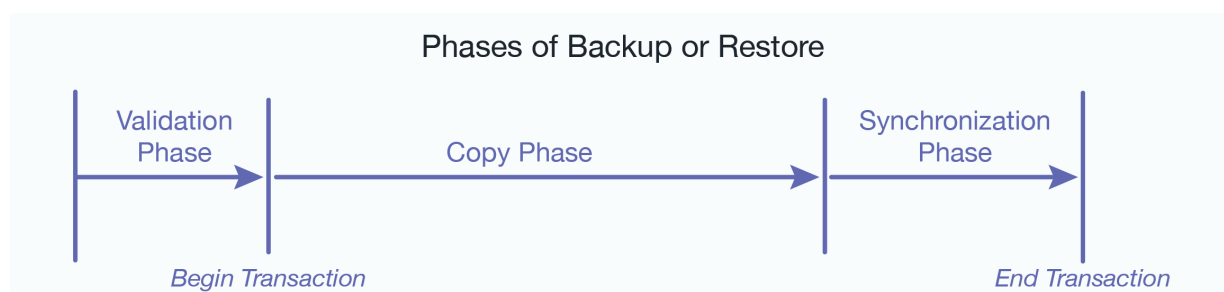 Phases of Backup or Restore
Validation
Phase
Copy Phase
Synchronization
Phase
Begin Transaction
End Transaction